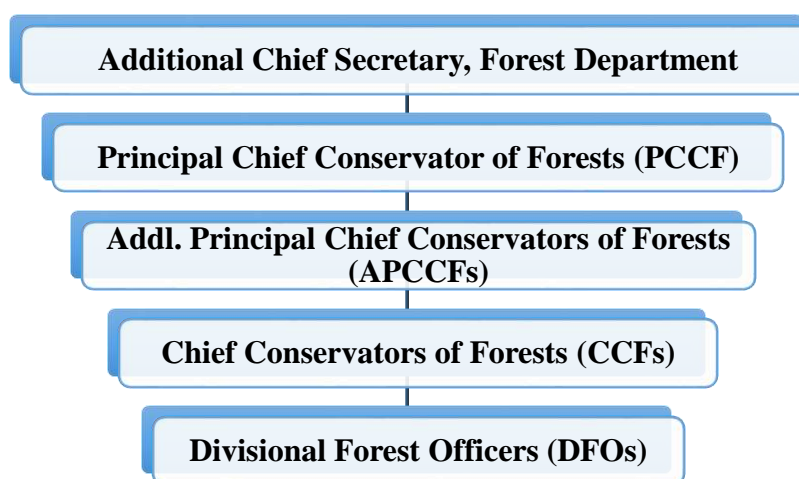 Additional Chief Secretary, Forest Department
Principal Chief Conservator of Forests (PCCF)
Addl. Principal Chief Conservators of Forests
(APCCFs)
Chief Conservators of Forests (CCFs)
Divisional Forest Officers (DFOs)